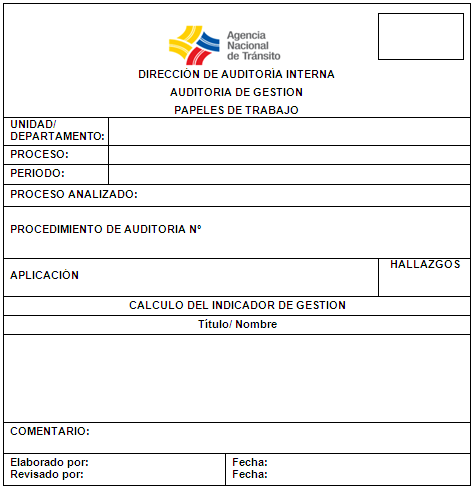 Agencia
Nacional
de Tránsito
DIRECCIÓN DE AUDITORÌA INTERNA
AUDITORIA DE GESTION
PAPELES DE TRABAJO
UNIDAD/
DEPARTAMENTO:
PROCESO:
PERIODO:
PROCESO ANALIZADO:
PROCEDIMIENTO DE AUDITORIA Nº
APLICACIÓN
HALLAZGOS
CALCULO DEL INDICADOR DE GESTION
Título/ Nombre
COMENTARIO:
Elaborado por:
Fecha:
Revisado por:
Fecha: